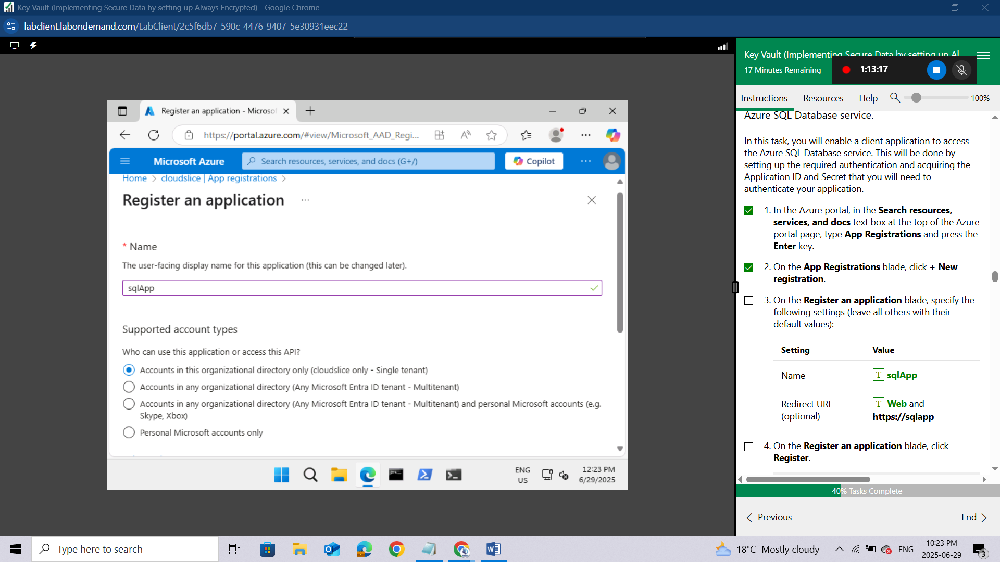 Key Vault (Implementing Secure Data by setting up Always Encrypted) - Google Chrome
labclient.labondemand.com/LabClient/2c5f6db7-590c-4476-9407-5e30931eec22
Register an application - Microsof
https://portal.azure.com/#view/Microsoft_AAD_Regi...
Microsoft Azure
Search resources, services, and docs (G+/)
Copilot
Home > cloudslice | App registrations >
Register an application
* Name
The user-facing display name for this application (this can be changed later).
sqlApp
Supported account types
Who can use this application or access this API?
Accounts in this organizational directory only (cloudslice only - Single tenant)
Accounts in any organizational directory (Any Microsoft Entra ID tenant - Multitenant)
Accounts in any organizational directory (Any Microsoft Entra ID tenant - Multitenant) and personal Microsoft accounts (e.g.
Skype, Xbox)
Personal Microsoft accounts only
ENG
US
12:23 PM
6/29/2025
Key Vault (Implementing Secure Data by setting up Al
17 Minutes Remaining
1:13:17
Instructions Resources Help 100%
Azure SQL Database service.
In this task, you will enable a client application to access
the Azure SQL Database service. This will be done by
setting up the required authentication and acquiring the
Application ID and Secret that you will need to
authenticate your application.
1. In the Azure portal, in the Search resources,
services, and docs text box at the top of the Azure
portal page, type App Registrations and press the
Enter key.
2. On the App Registrations blade, click + New
registration.
3. On the Register an application blade, specify the
following settings (leave all others with their
default values):
Setting Value
Name T sqlApp
Redirect URI T Web and
(optional) https://sqlapp
4. On the Register an application blade, click
Register.
40% Tasks Complete
Previous End
Type here to search
18°C Mostly cloudy
ENG
10:23 PM
2025-06-29
3